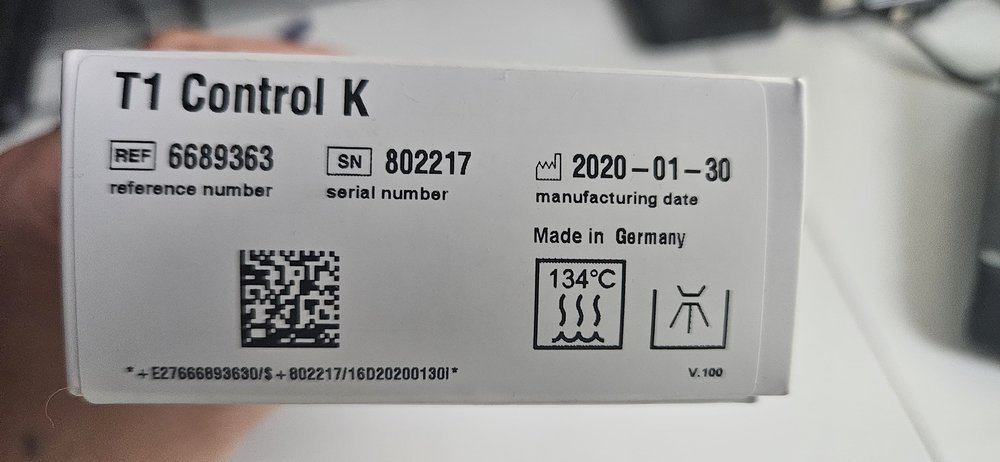 T1 Control K
REF 6689363 SN 802217 2020-01-30
reference number serial number manufacturing date
Made in Germany
134°C
*+E27666893630/$+802217/16D20200130I*
V.100